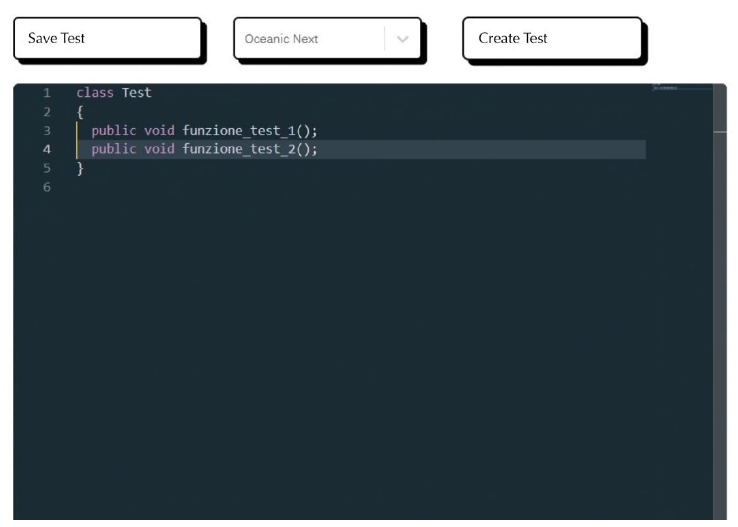 Save Test
Oceanic Next
Create Test
1 class Test
2 {
3 public void funzione_test_1();
4 public void funzione_test_2();
5 }
6